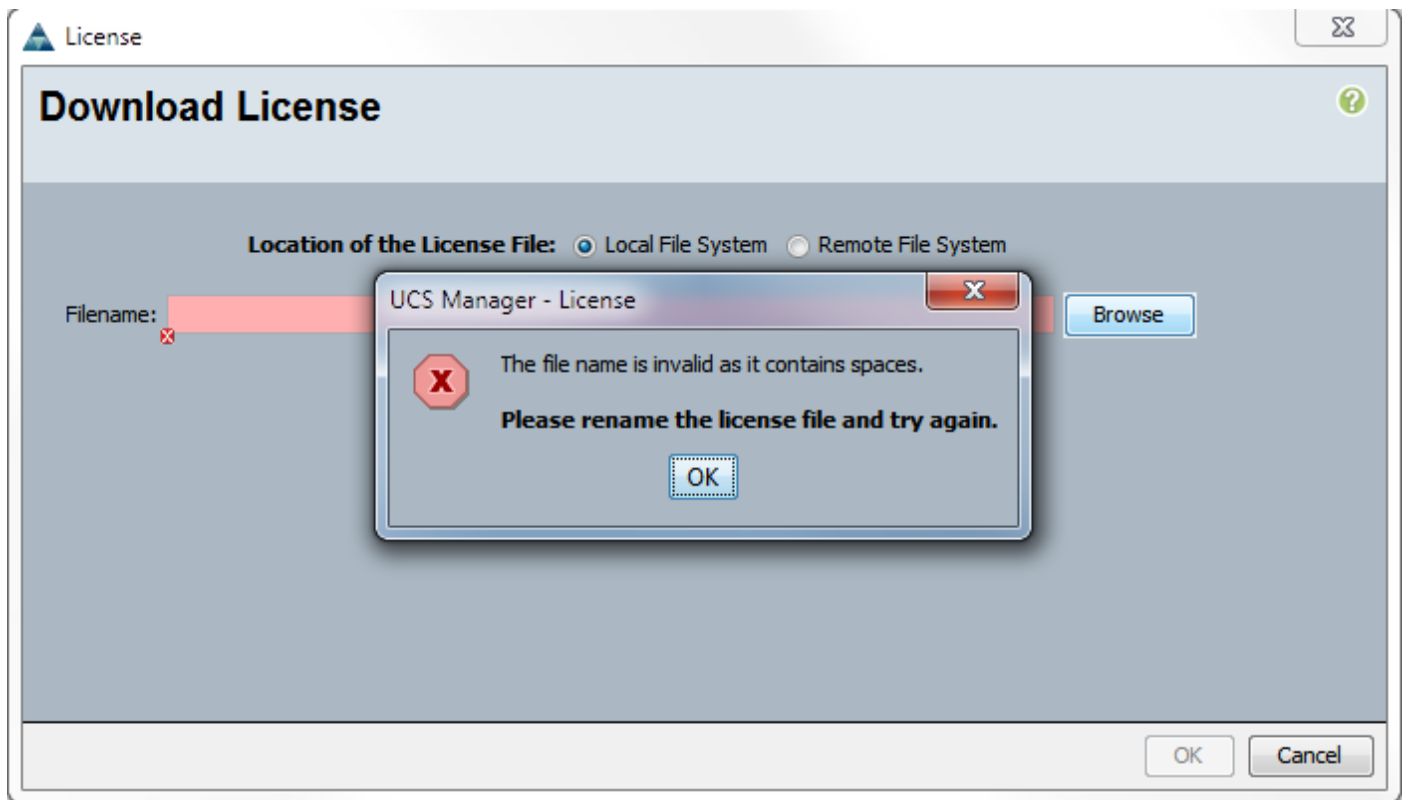 License
Download License
Location of the License File: Local File System Remote File System
Filename: Browse
UCS Manager - License
The file name is invalid as it contains spaces.
Please rename the license file and try again.
OK
OK Cancel